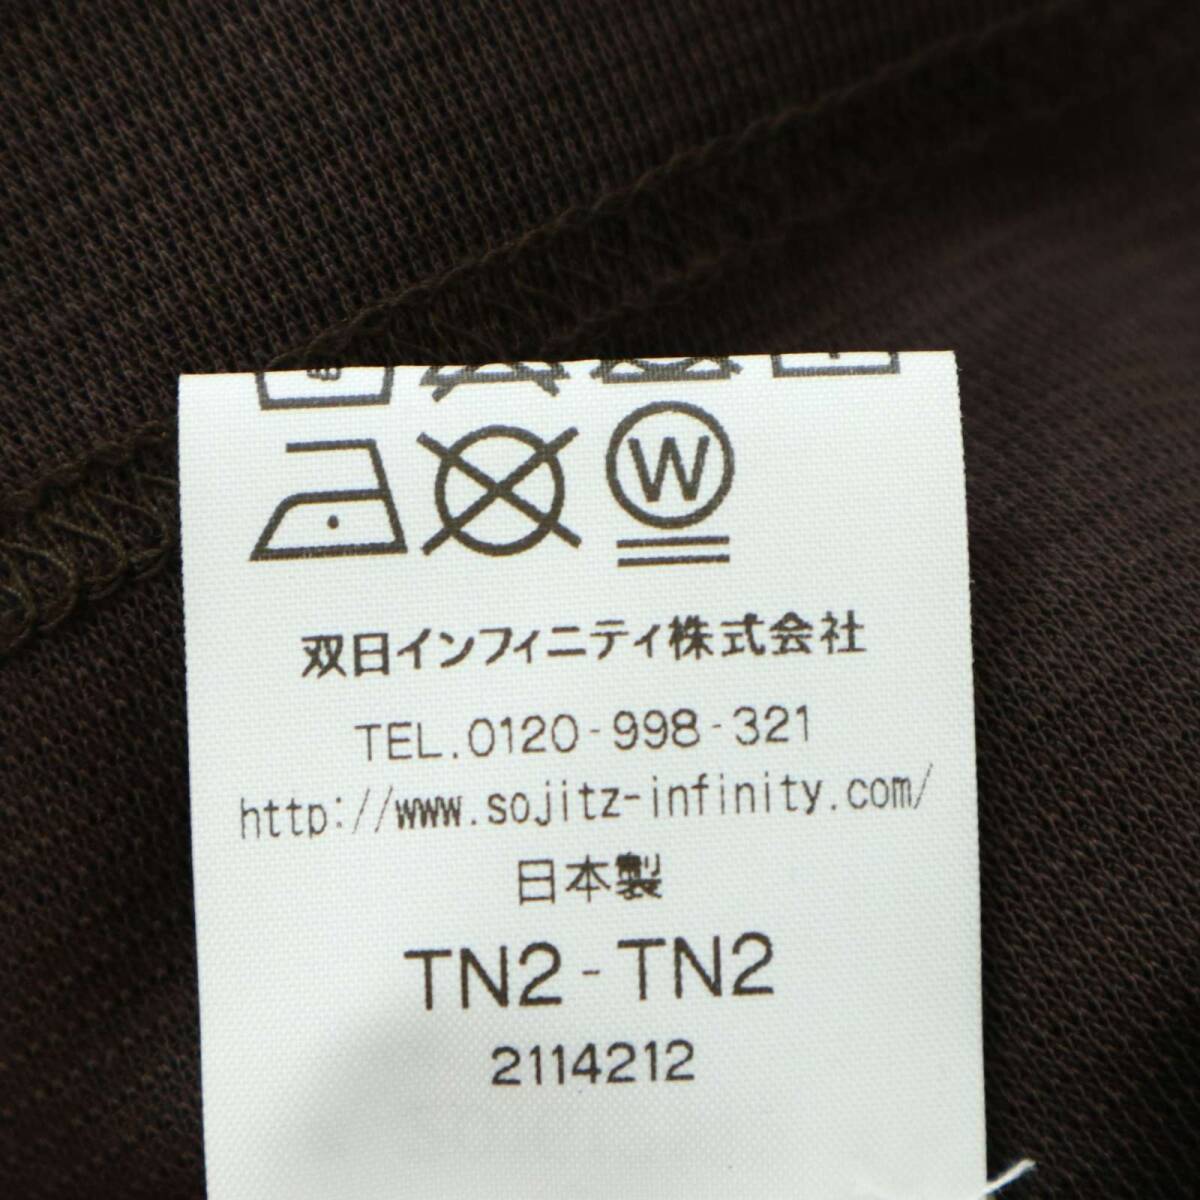 W
双日インフィニティ株式会社
TEL.0120-998-321
http://www.sojitz-infinity.com/
日本製
TN2-TN2
2114212